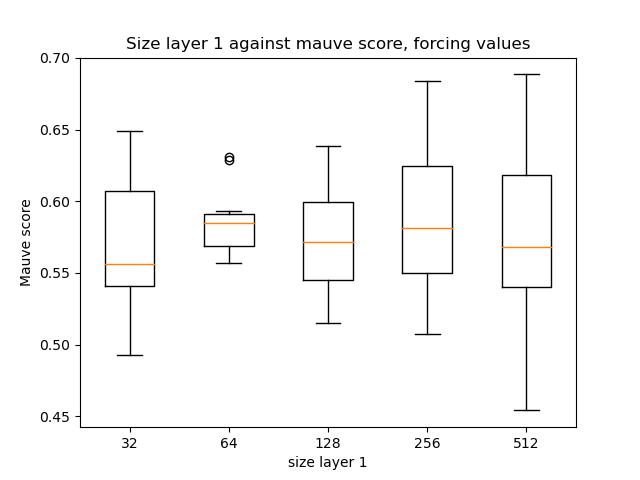 Size layer 1 against mauve score, forcing values
0.70
0.65
0.60
0.55
0.50
0.45
Mauve score
32 64 128 256 512
size layer 1